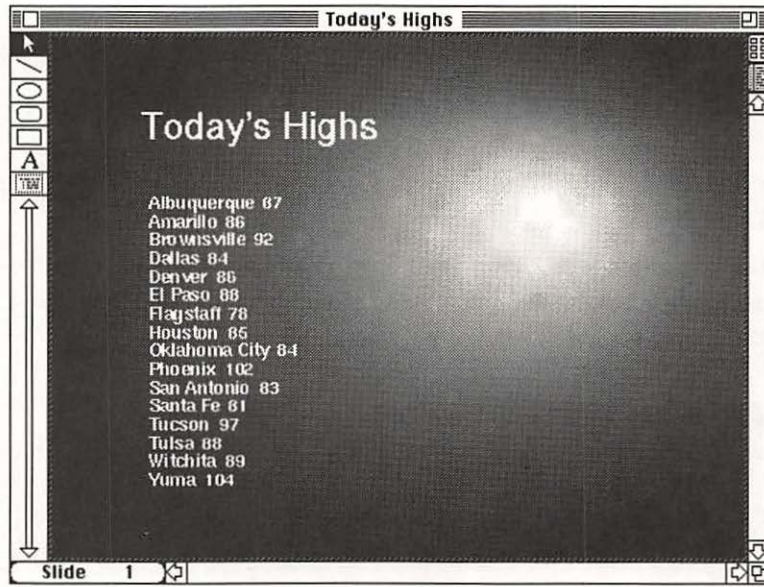 Today's Highs
A
Today's Highs
Albuquerque 87
Amarillo 86
Brownsville 92
Dallas 84
Denver 86
El Paso 88
Flagstaff 78
Houston 85
Oklahoma City 84
Phoenix 102
San Antonio 83
Santa Fe 81
Tucson 97
Tulsa 88
Witchita 89
Yuma 104
Slide 1